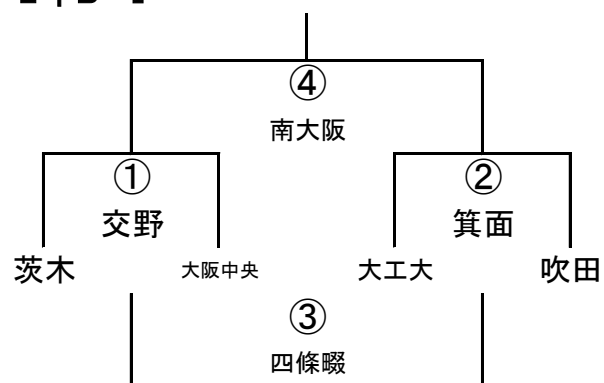 ④
南大阪
① ②
交野 箕面
茨木 大阪中央 大工大 吹田
③
四條畷